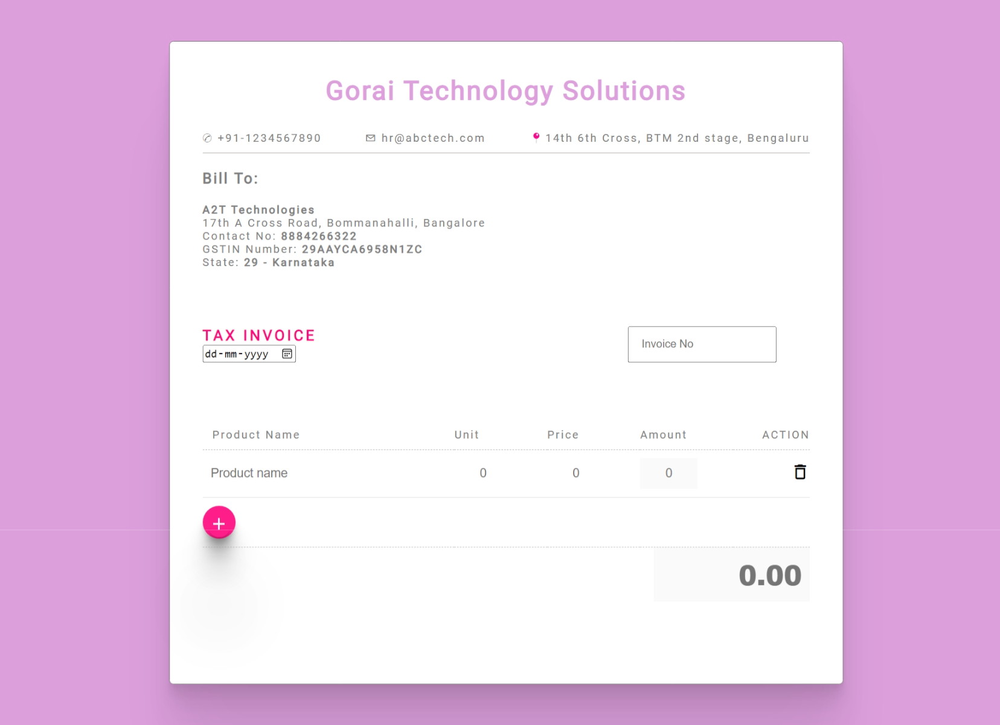 Gorai Technology Solutions
✆ +91-1234567890 ✉ hr@abctech.com 📍 14th 6th Cross, BTM 2nd stage, Bengaluru
Bill To:
A2T Technologies
17th A Cross Road, Bommanahalli, Bangalore
Contact No: 8884266322
GSTIN Number: 29AAYCA6958N1ZC
State: 29 - Karnataka
TAX INVOICE
Invoice No
dd-mm-yyyy
Product Name Unit Price Amount ACTION
Product name 0 0 0
+
0.00